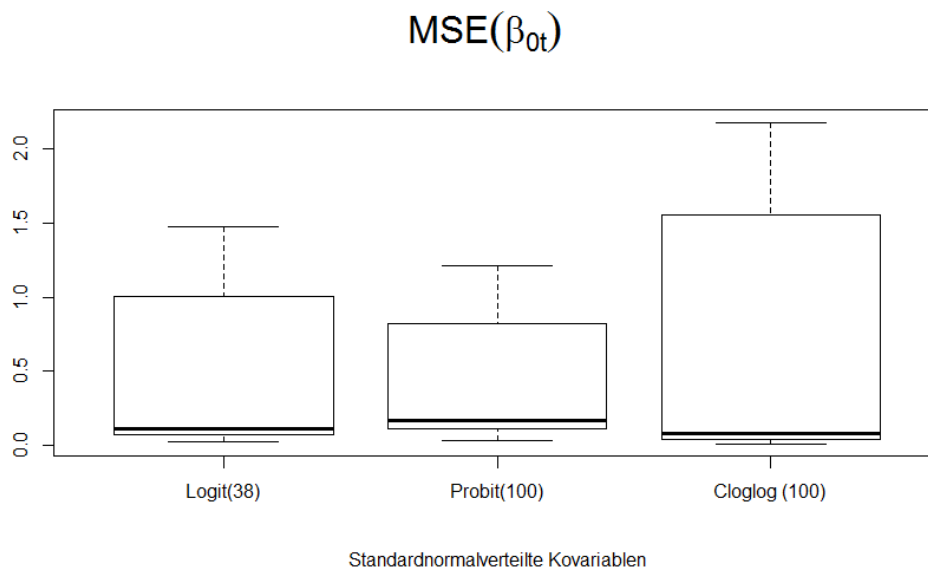 MSE(β0t)
2.0
1.5
1.0
0.5
0.0
Logit(38) Probit(100) Cloglog (100)
Standardnormalverteilte Kovariablen